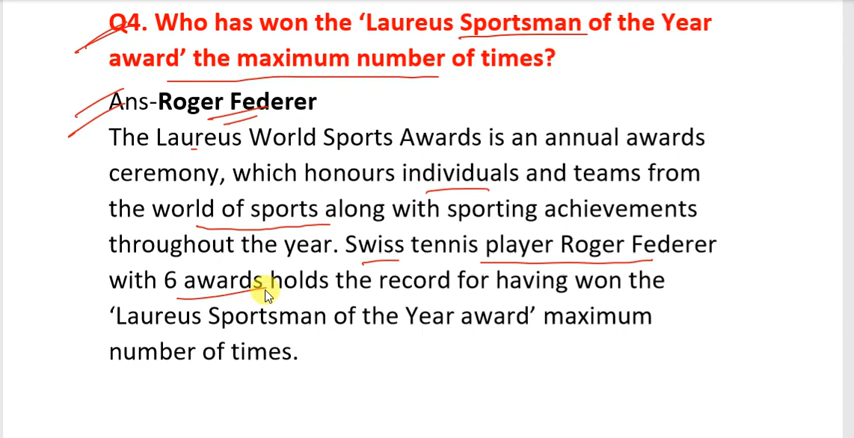 Q4. Who has won the ‘Laureus Sportsman of the Year
award’ the maximum number of times?
Ans-Roger Federer
The Laureus World Sports Awards is an annual awards
ceremony, which honours individuals and teams from
the world of sports along with sporting achievements
throughout the year. Swiss tennis player Roger Federer
with 6 awards holds the record for having won the
‘Laureus Sportsman of the Year award’ maximum
number of times.